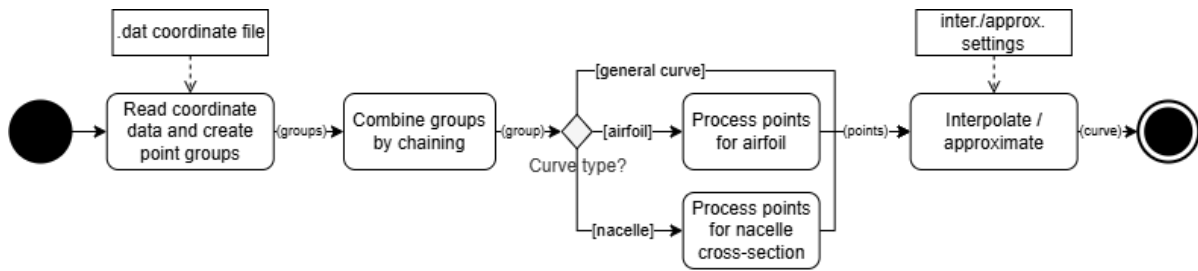 .dat coordinate file
inter./approx.
settings
[general curve]
Read coordinate
data and create
point groups
{groups}
Combine groups
by chaining
{group}
[airfoil]
Process points
for airfoil
{points}
Interpolate /
approximate
{curve}
Curve type?
[nacelle]
Process points
for nacelle
cross-section